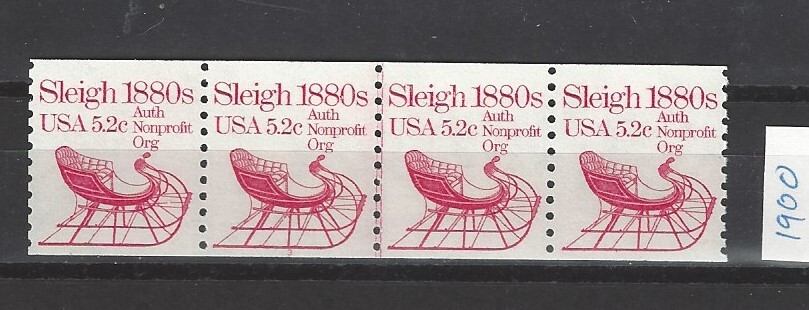 Sleigh 1880s
USA 5.2c Auth
Nonprofit
Org
Sleigh 1880s
USA 5.2c Auth
Nonprofit
Org
Sleigh 1880s
USA 5.2c Auth
Nonprofit
Org
Sleigh 1880s
USA 5.2c Auth
Nonprofit
Org
1900